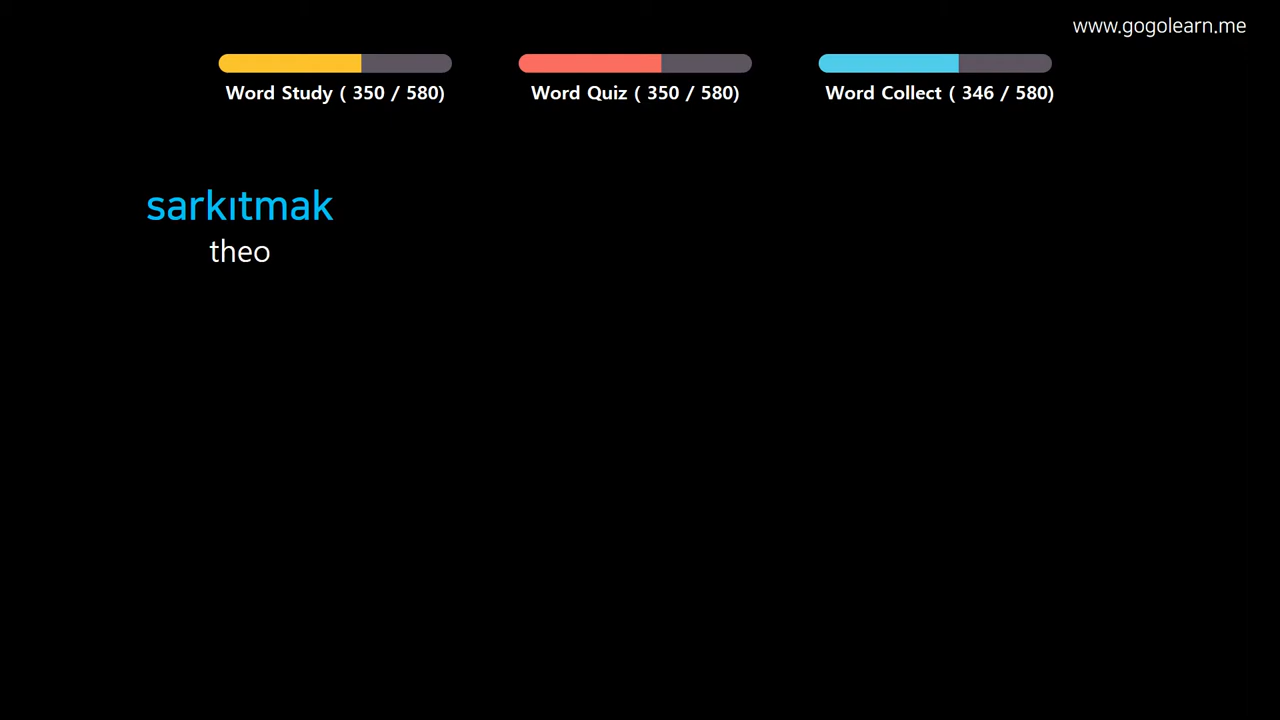 www.gogolearn.me
Word Study ( 350 / 580)
Word Quiz ( 350 / 580)
Word Collect ( 346 / 580)
sarkıtmak
theo